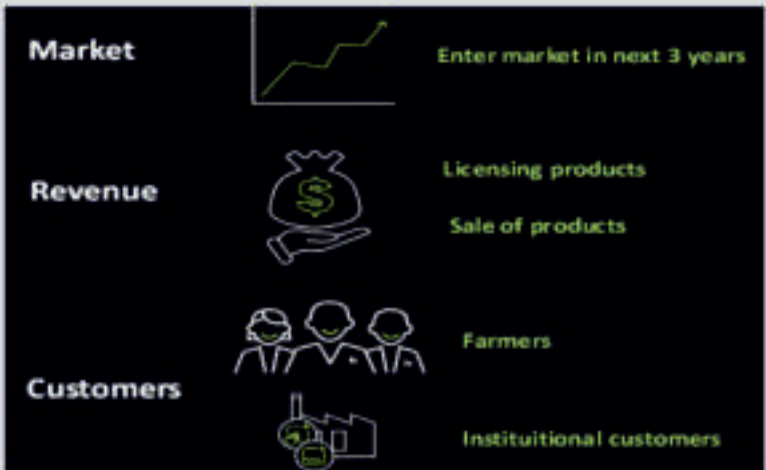 Market
Enter market in next 3 years
Revenue
$
Licensing products
Sale of products
Customers
Farmers
Instituitional customers